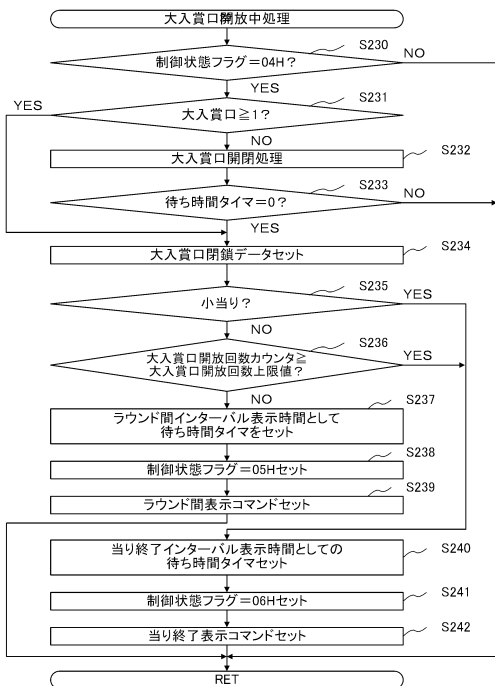 大入賞口開放中処理
S230
制御状態フラグ=04H?
NO
YES
S231
YES
大入賞口≧1?
NO
大入賞口開閉処理
S232
S233
待ち時間タイマ=0?
NO
YES
大入賞口閉鎖データセット
S234
S235
小当り?
YES
NO
S236
大入賞口開放回数カウンタ≧
大入賞口開放回数上限値?
YES
NO
S237
ラウンド間インターバル表示時間として
待ち時間タイマをセット
S238
制御状態フラグ=05Hセット
S239
ラウンド間表示コマンドセット
当り終了インターバル表示時間としての
待ち時間タイマセット
S240
制御状態フラグ=06Hセット
S241
当り終了表示コマンドセット
S242
RET